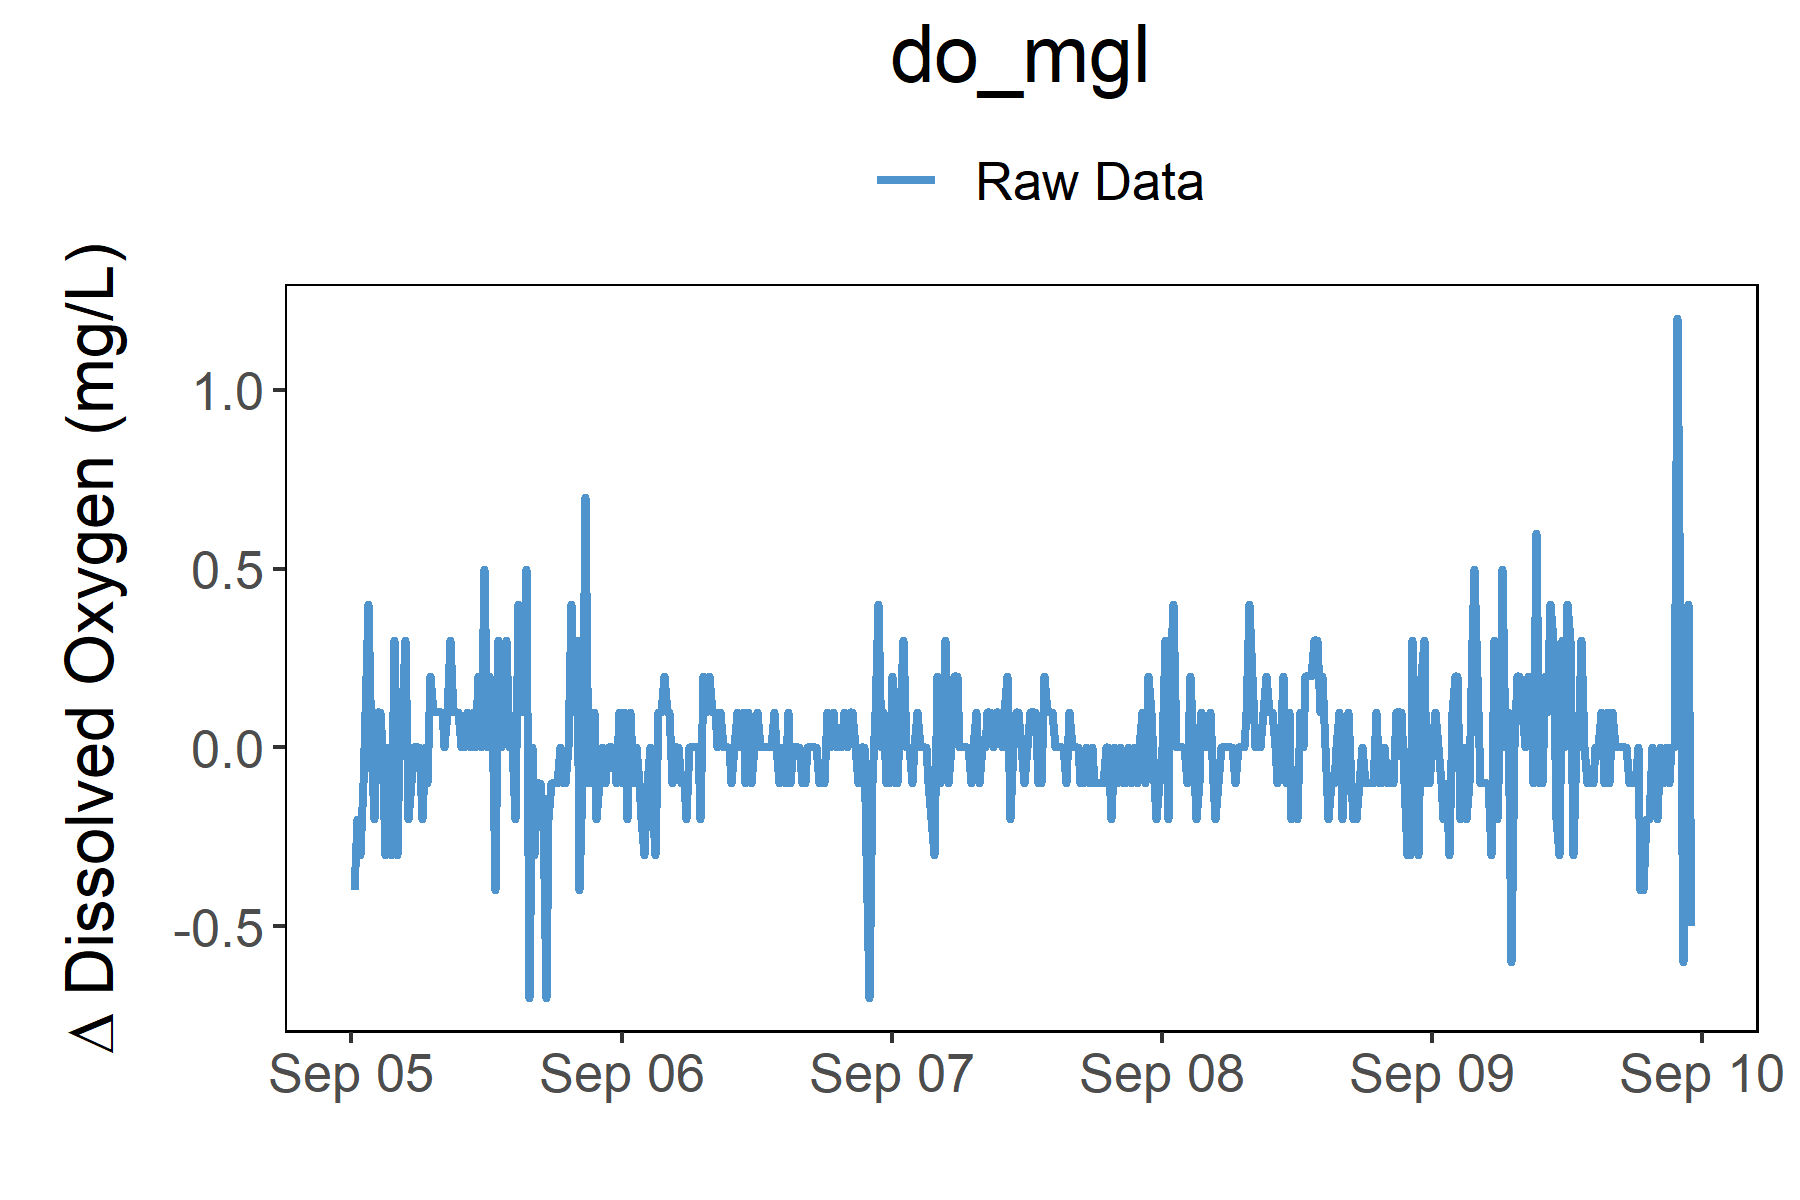 do_mgl
Raw Data
Δ Dissolved Oxygen (mg/L)
1.0
0.5
0.0
-0.5
Sep 05 Sep 06 Sep 07 Sep 08 Sep 09 Sep 10